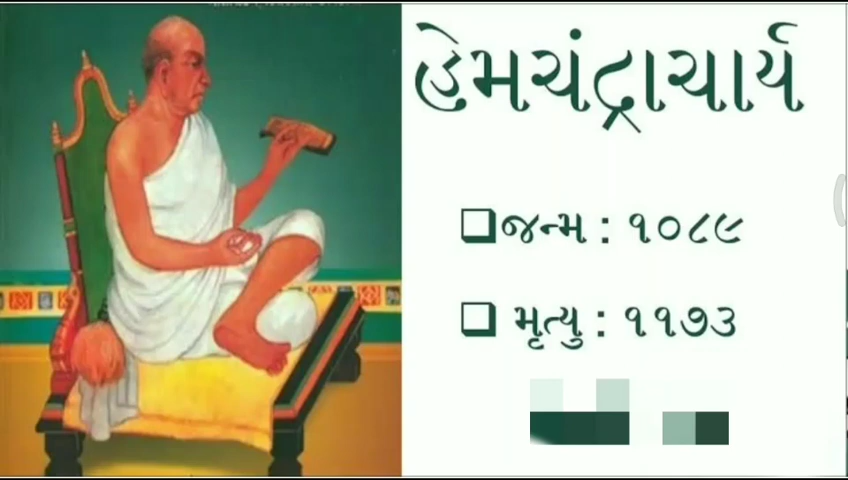 હેમચંદ્રાચાર્ય
❑જન્મ : ૧૦૮૯
❑ મૃત્યુ : ૧૧૭૩